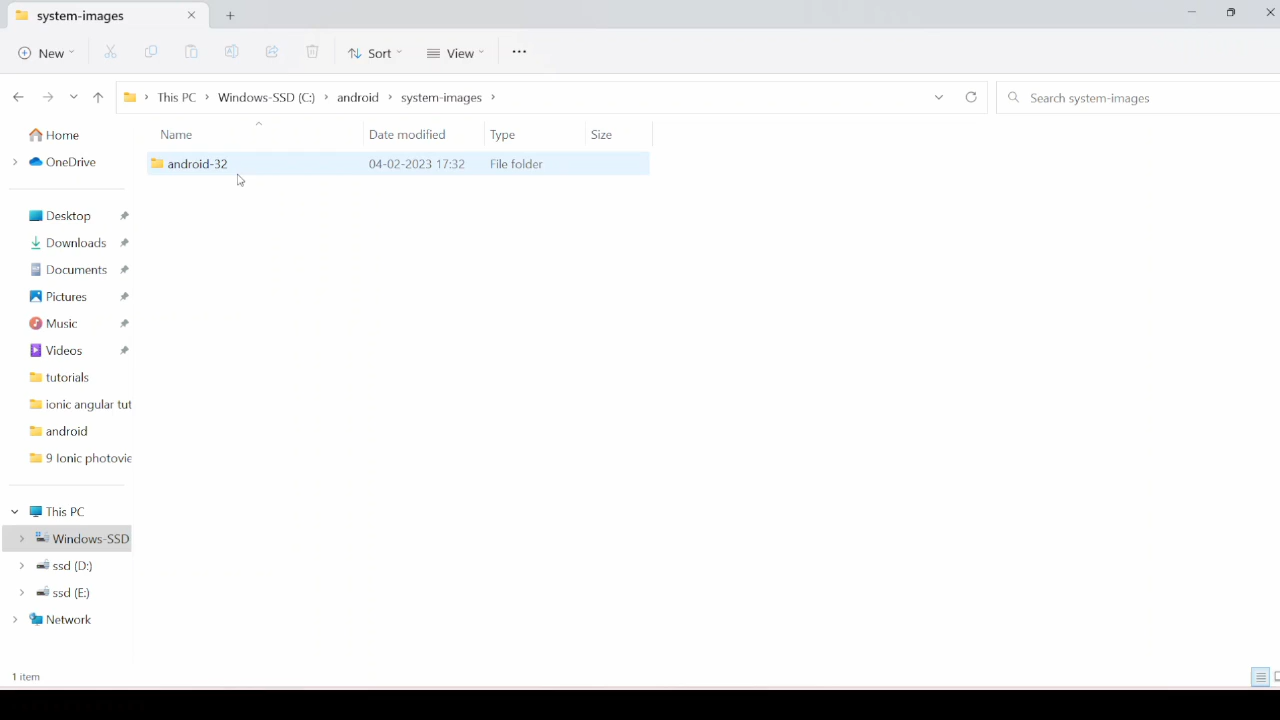 system-images
New
Sort
View
This PC
Windows-SSD (C:)
android
system-images
Search system-images
Name
Date modified
Type
Size
android-32
04-02-2023 17:32
File folder
Home
OneDrive
Desktop
Downloads
Documents
Pictures
Music
Videos
tutorials
ionic angular tut
android
9 Ionic photovie
This PC
Windows-SSD
ssd (D:)
ssd (E:)
Network
1 item